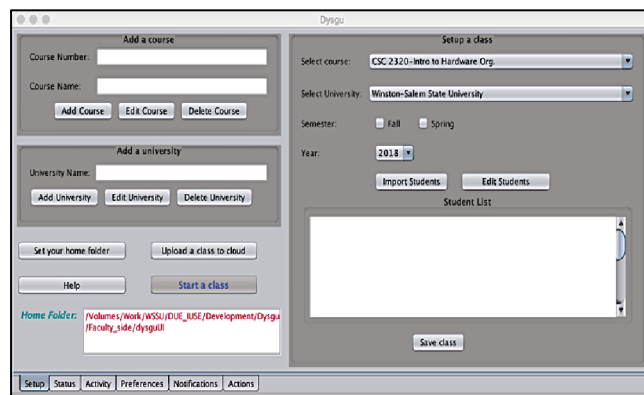 Dysgu
Add a course
Course Number:
Course Name:
Add Course Edit Course Delete Course
Add a university
University Name:
Add University Edit University Delete University
Set your home folder Upload a class to cloud
Help Start a class
Home Folder: /Volumes/Work/WSSU/DUE_IUSE/Development/Dysgu
/Faculty_side/dysguUI
Setup a class
Select course: CSC 2320-Intro to Hardware Org.
Select University: Winston-Salem State University
Semester: Fall Spring
Year: 2018
Import Students Edit Students
Student List
Save class
Setup Status Activity Preferences Notifications Actions